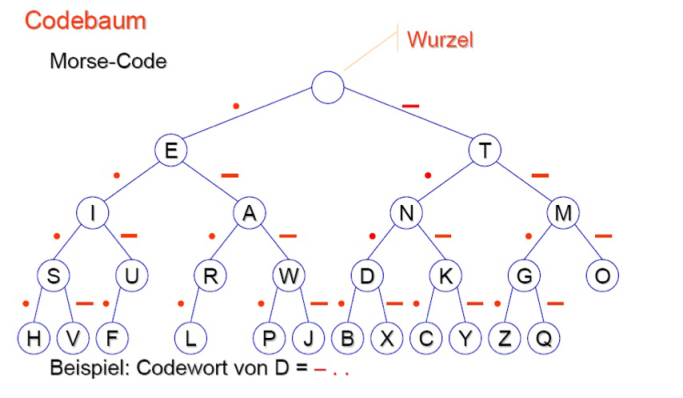 Codebaum
Wurzel
Morse-Code
E T
I A N M
S U R W D K G O
H V F L P J B X C Y Z Q
Beispiel: Codewort von D = – . .